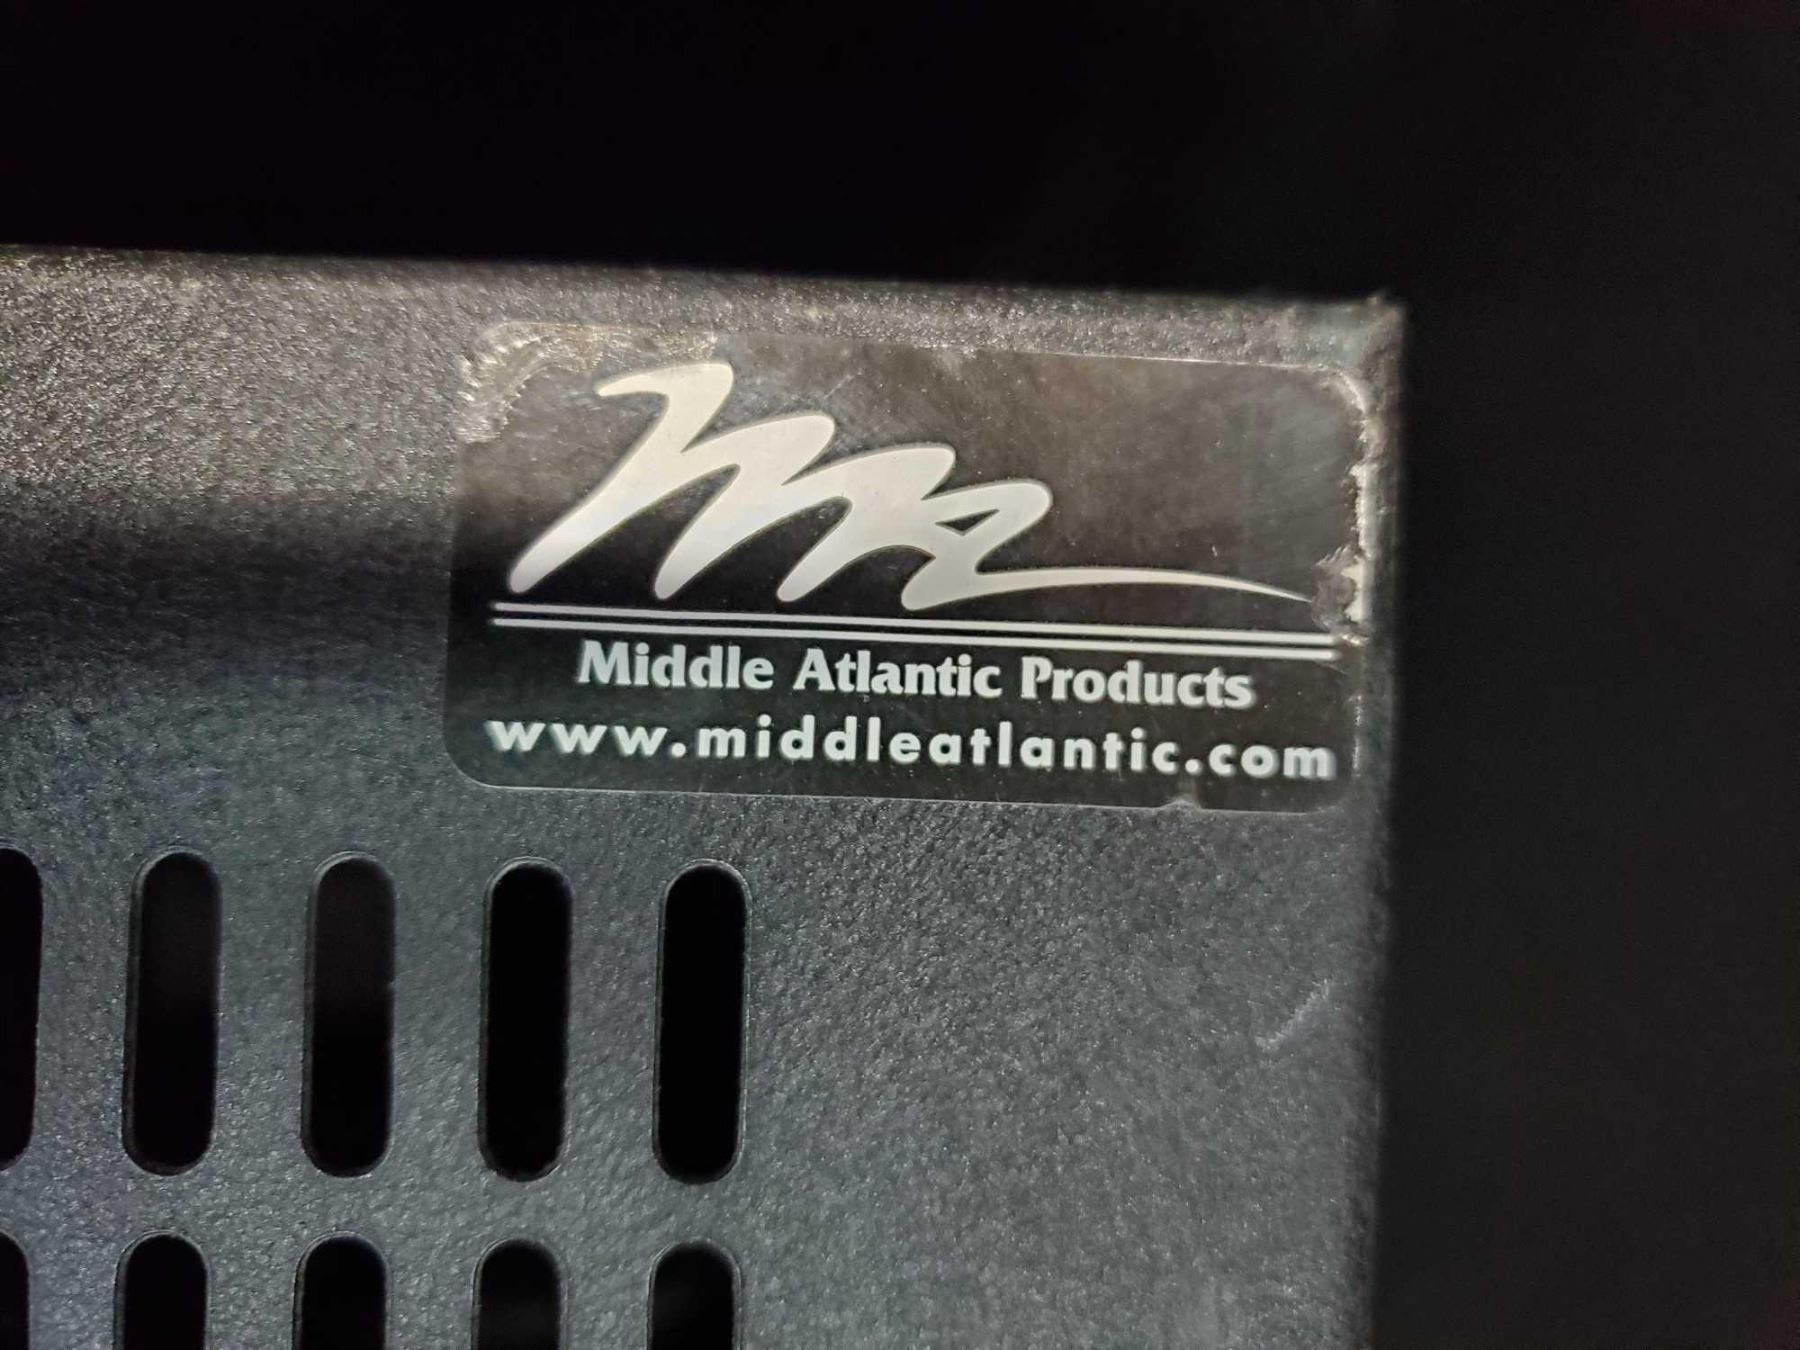 Middle Atlantic Products
www.middleatlantic.com